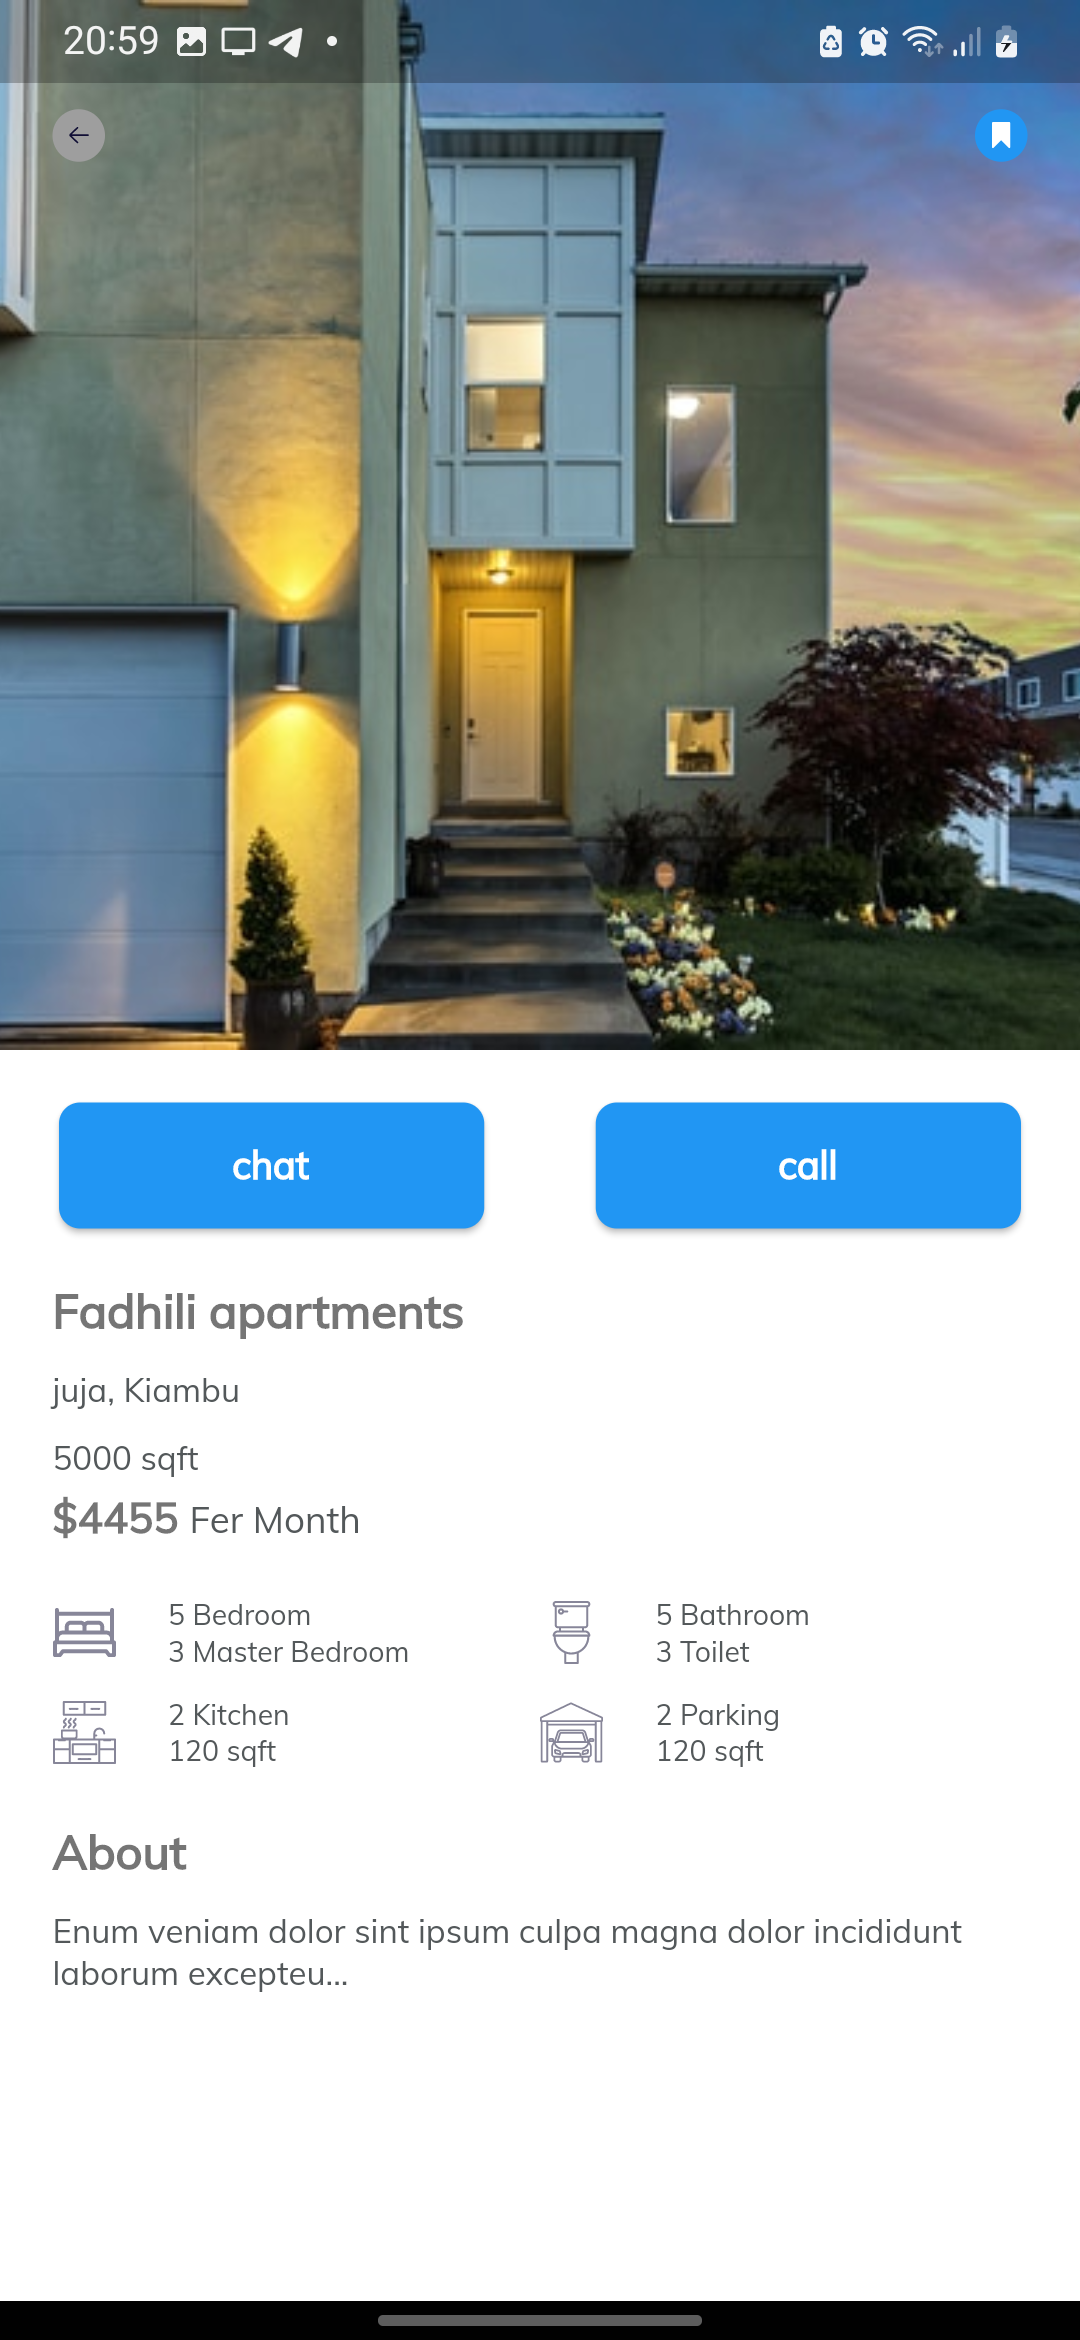 20:59
chat
call
Fadhili apartments
juja, Kiambu
5000 sqft
$4455 Fer Month
5 Bedroom
3 Master Bedroom
5 Bathroom
3 Toilet
2 Kitchen
120 sqft
2 Parking
120 sqft
About
Enum veniam dolor sint ipsum culpa magna dolor incididunt
laborum excepteu...